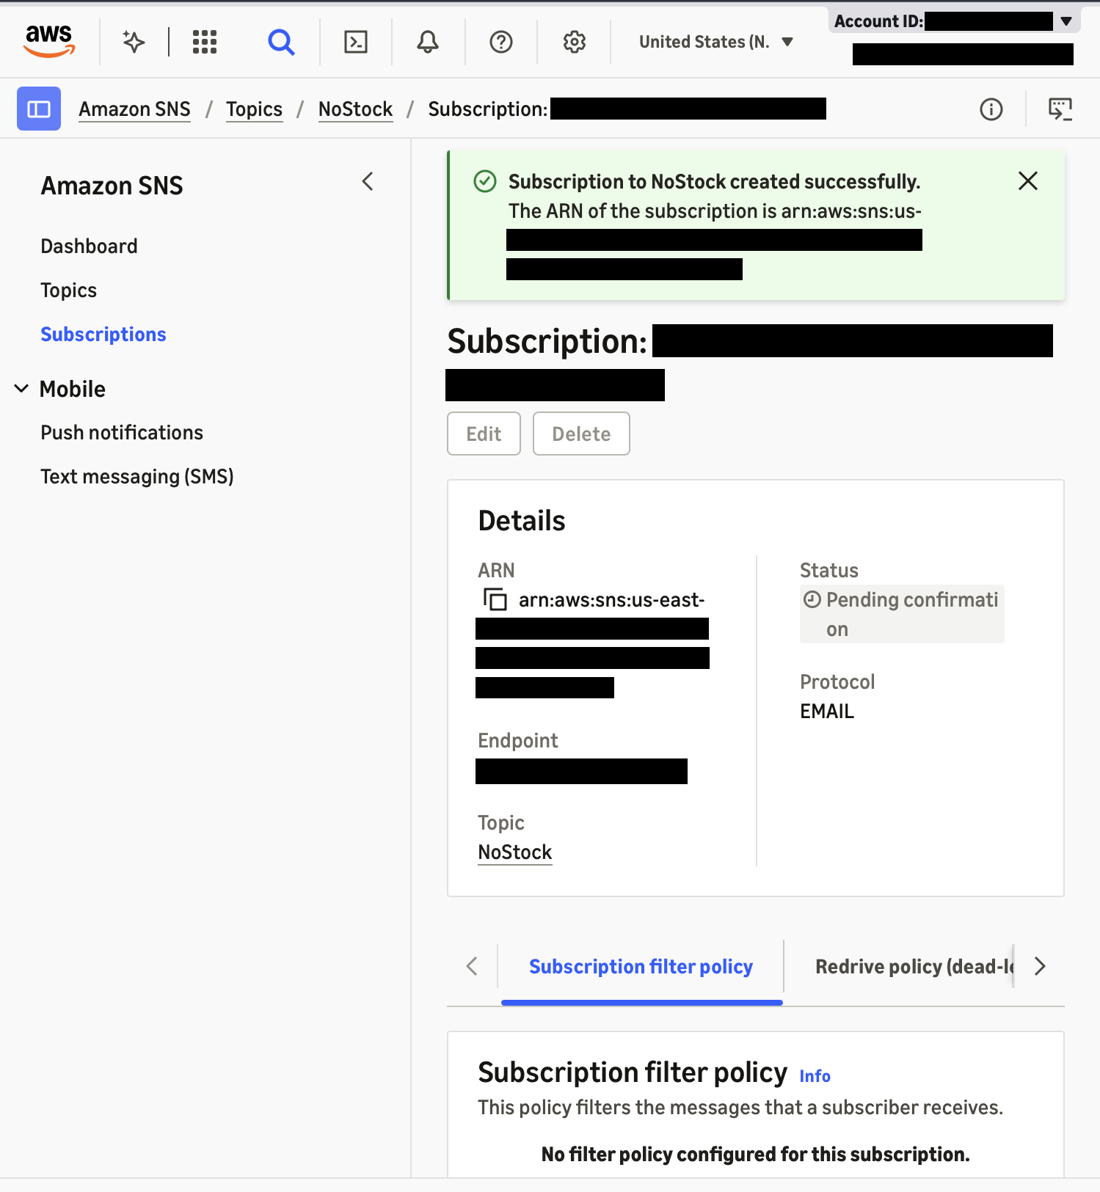 aws
United States (N.
Account ID:
Amazon SNS / Topics / NoStock / Subscription:
Amazon SNS
Dashboard
Topics
Subscriptions
Mobile
Push notifications
Text messaging (SMS)
Subscription to NoStock created successfully.
The ARN of the subscription is arn:aws:sns:us-
Subscription:
Edit
Delete
Details
ARN
arn:aws:sns:us-east-
Endpoint
Topic
NoStock
Status
Pending confirmati
on
Protocol
EMAIL
Subscription filter policy
Redrive policy (dead-le
Subscription filter policy Info
This policy filters the messages that a subscriber receives.
No filter policy configured for this subscription.